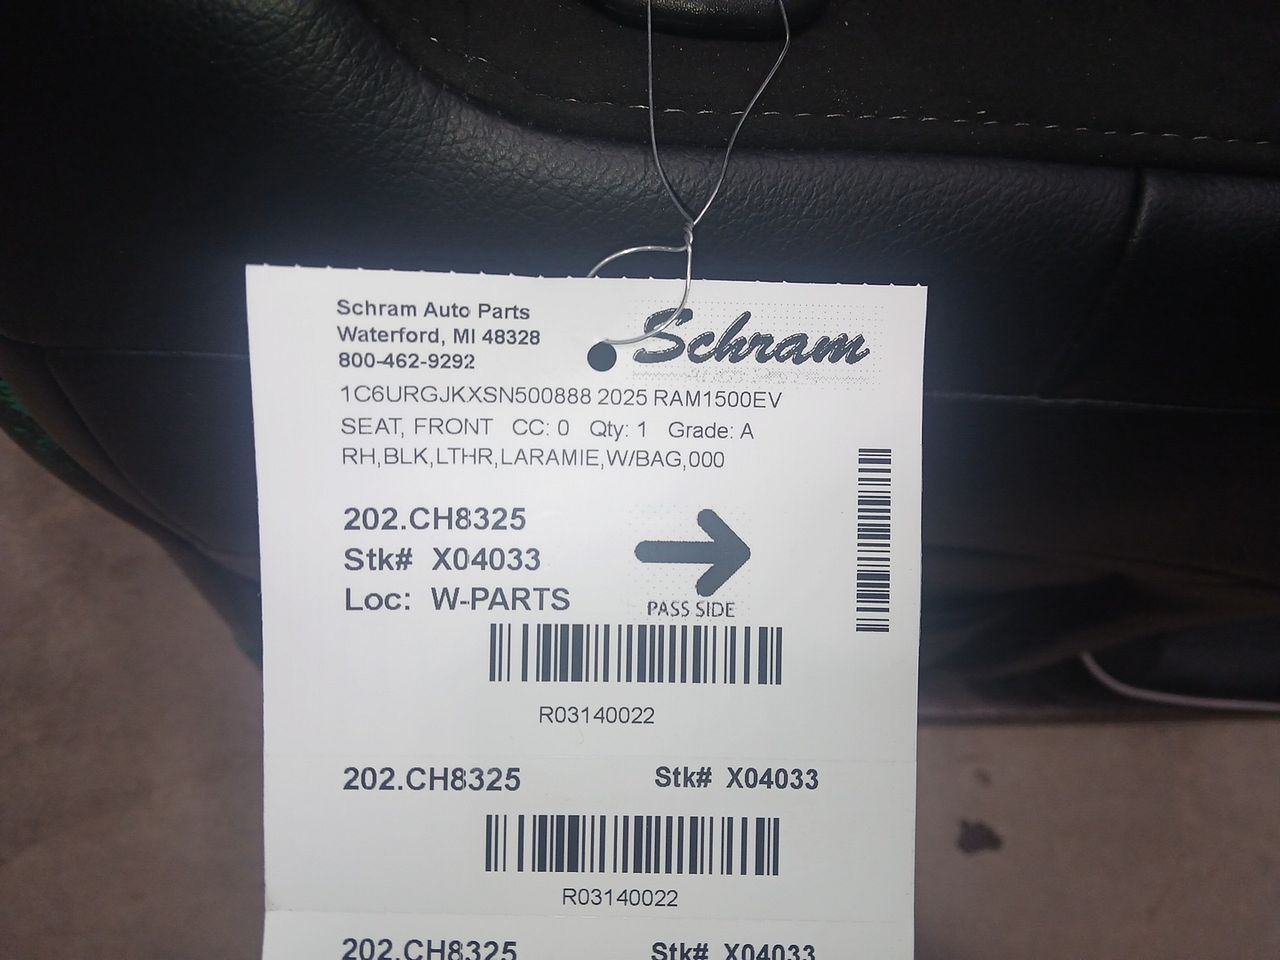 Schram Auto Parts
Waterford, MI 48328
800-462-9292
Schram
1C6URGJKXSN500888 2025 RAM1500EV
SEAT, FRONT CC: 0 Qty: 1 Grade: A
RH,BLK,LTHR,LARAMIE,W/BAG,000
202.CH8325
Stk# X04033
Loc: W-PARTS
PASS SIDE
R03140022
202.CH8325 Stk# X04033
R03140022
202.CH8325 Stk# X04033